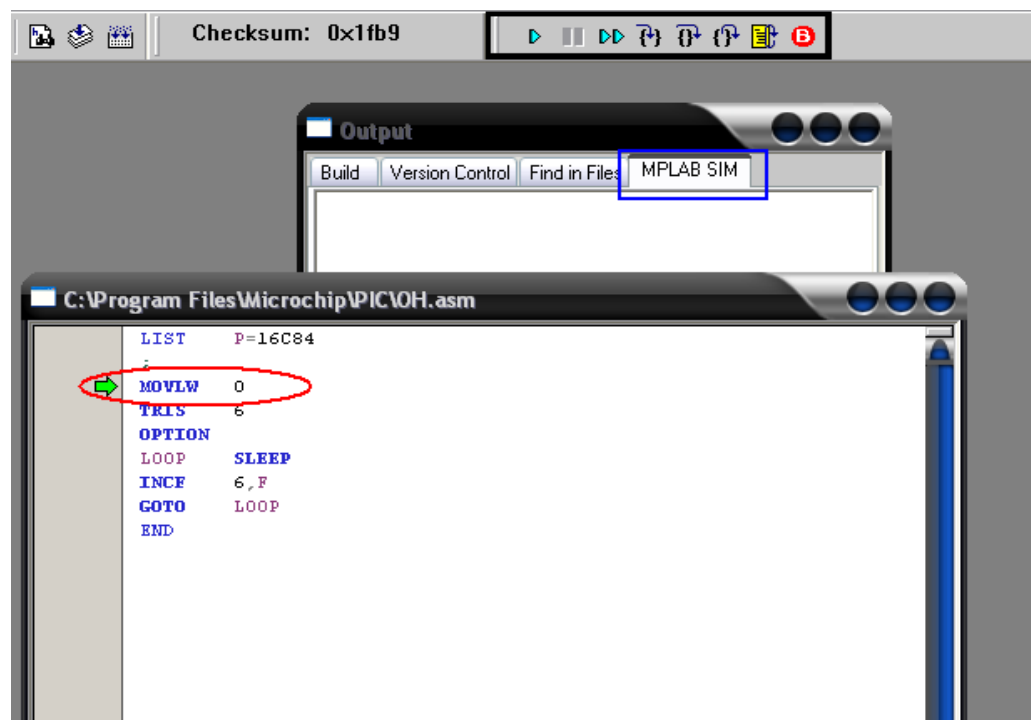 Checksum: 0x1fb9
B
Output
Build Version Control Find in Files MPLAB SIM
C:\Program Files\Microchip\PIC\OH.asm
LIST P=16C84
;
MOVLW 0
TRIS 6
OPTION
LOOP SLEEP
INCF 6,F
GOTO LOOP
END